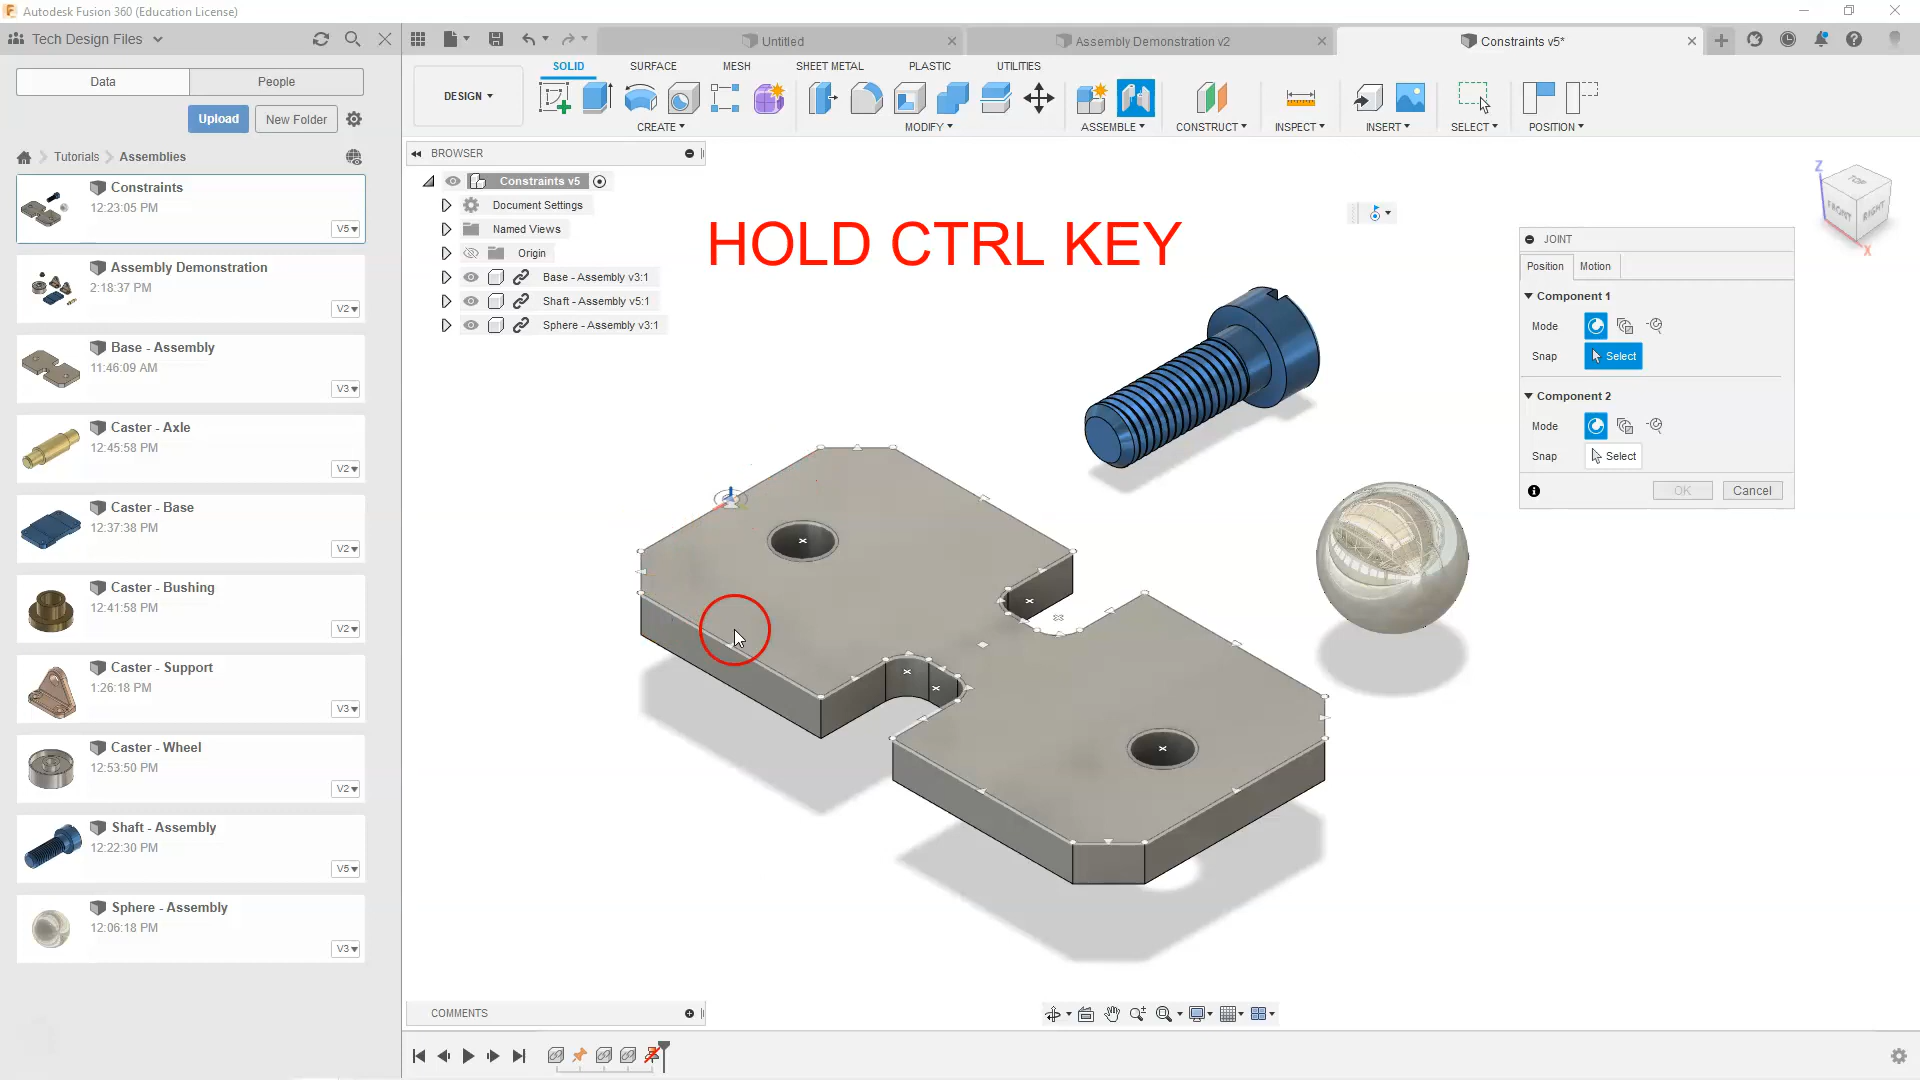 Autodesk Fusion 360 (Education License)
Tech Design Files
Untitled
Assembly Demonstration v2
Constraints v5*
Data
People
Upload
New Folder
Tutorials
Assemblies
Constraints
12:23:05 PM
V5
Assembly Demonstration
2:18:37 PM
V2
Base - Assembly
11:46:09 AM
V3
Caster - Axle
12:45:58 PM
V2
Caster - Base
12:37:38 PM
V2
Caster - Bushing
12:41:58 PM
V2
Caster - Support
1:26:18 PM
V3
Caster - Wheel
12:53:50 PM
V2
Shaft - Assembly
12:22:30 PM
V5
Sphere - Assembly
12:06:18 PM
V3
DESIGN
SOLID
SURFACE
MESH
SHEET METAL
PLASTIC
UTILITIES
CREATE
MODIFY
ASSEMBLE
CONSTRUCT
INSPECT
INSERT
SELECT
POSITION
BROWSER
Constraints v5
Document Settings
Named Views
Origin
Base - Assembly v3:1
Shaft - Assembly v5:1
Sphere - Assembly v3:1
HOLD CTRL KEY
Z
TOP
FRONT
RIGHT
X
JOINT
Position
Motion
Component 1
Mode
Snap
Select
Component 2
Mode
Snap
Select
OK
Cancel
COMMENTS